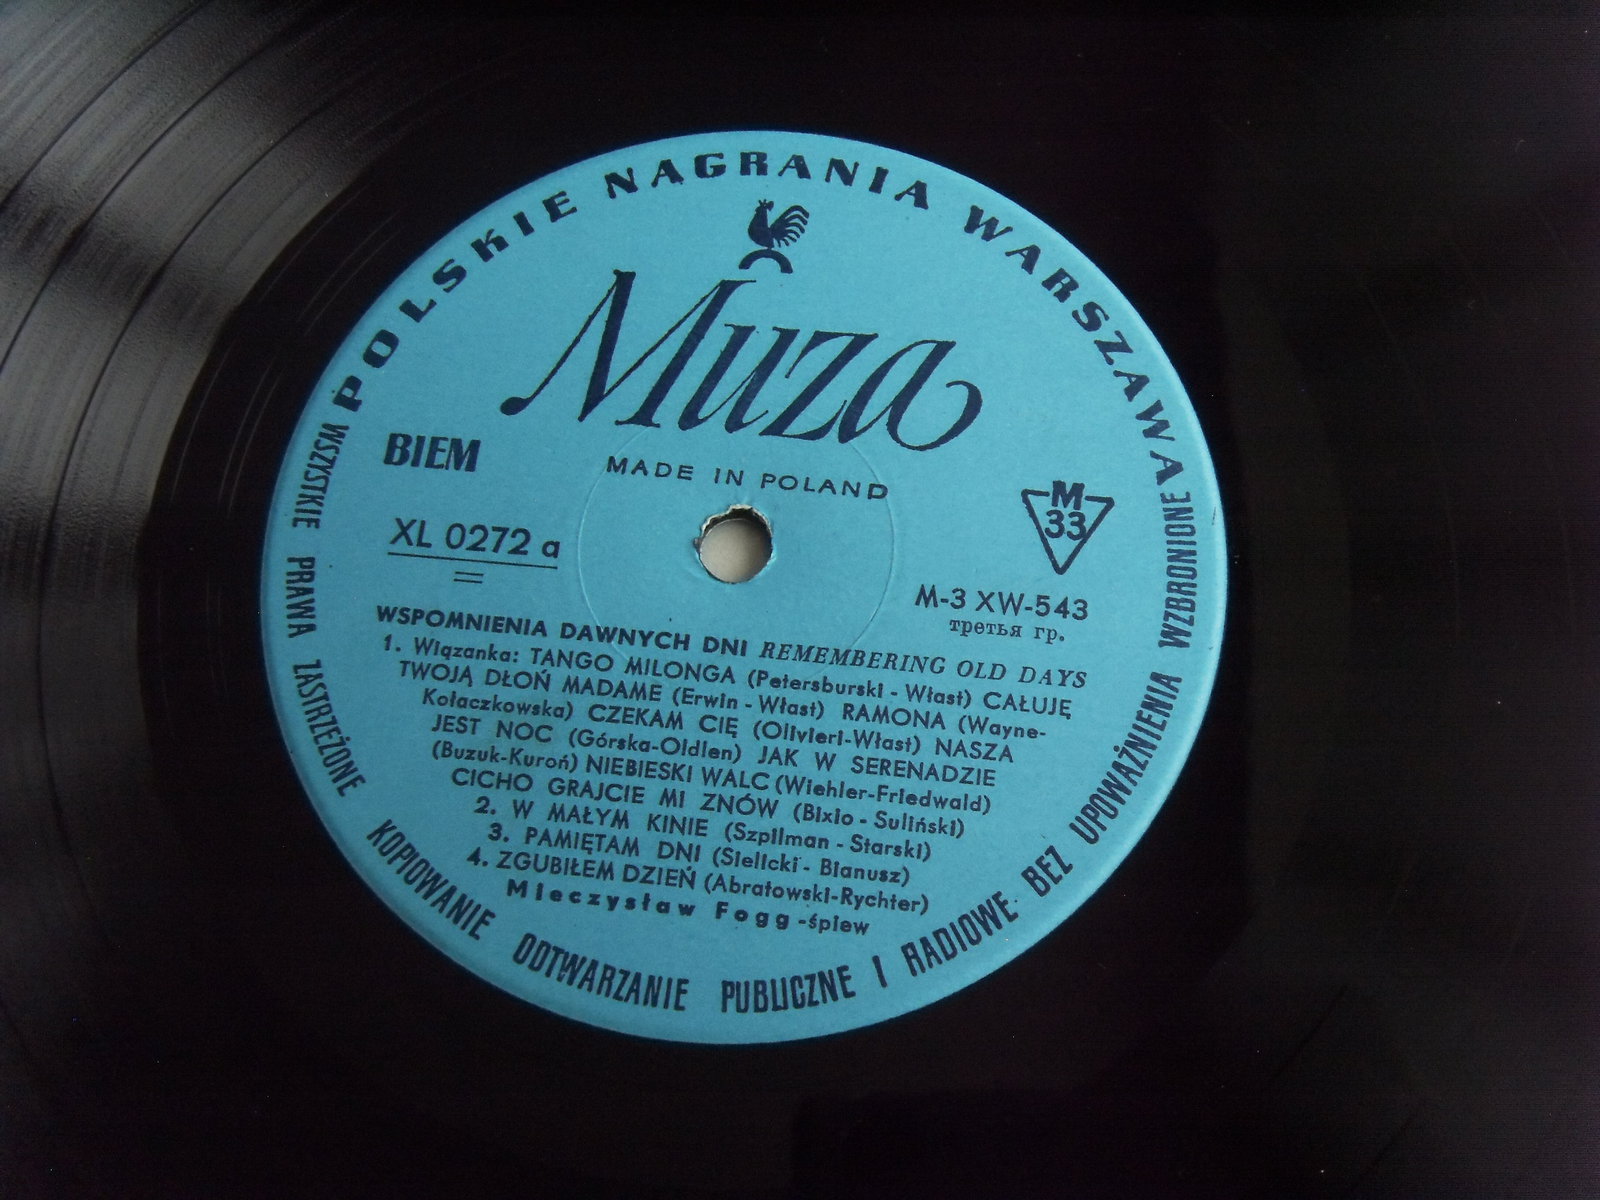 POLSKIE NAGRANIA WARSZAWA
Muza
MADE IN POLAND
BIEM
XL 0272 a
M
33
M-3 XW-543
третья гр.
WSPOMNIENIA DAWNYCH DNI REMEMBERING OLD DAYS
1. Wiązanka: TANGO MILONGA (Petersburski - Włast) CAŁUJĘ
TWOJĄ DŁOŃ MADAME (Erwin - Włast) RAMONA (Wayne-
Kołaczkowska) CZEKAM CIĘ (Olivieri-Włast) NASZA
JEST NOC (Górska-Oldlen) JAK W SERENADZIE
(Buzuk-Kuroń) NIEBIESKI WALC (Wiehler-Friedwald)
CICHO GRAJCIE MI ZNÓW (Bixio - Suliński)
2. W MAŁYM KINIE (Szpilman - Starski)
3. PAMIĘTAM DNI (Sielicki - Bianusz)
4. ZGUBIŁEM DZIEŃ (Abratowski-Rychter)
Mieczysław Fogg -śpiew
WSZYSTKIE PRAWA ZASTRZEŻONE KOPIOWANIE ODTWARZANIE PUBLICZNE I RADIOWE BEZ UPOWAŻNIENIA WZBRONIONE